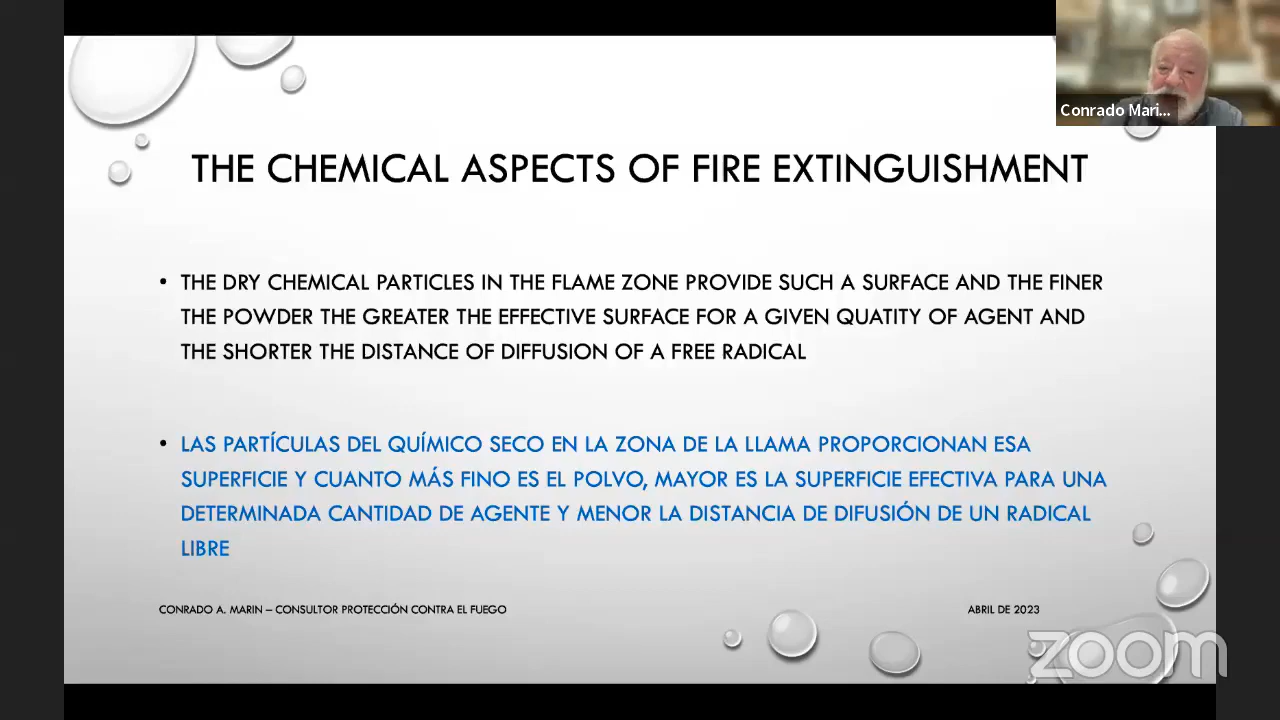 Conrado Mari...
THE CHEMICAL ASPECTS OF FIRE EXTINGUISHMENT
• THE DRY CHEMICAL PARTICLES IN THE FLAME ZONE PROVIDE SUCH A SURFACE AND THE FINER
THE POWDER THE GREATER THE EFFECTIVE SURFACE FOR A GIVEN QUATITY OF AGENT AND
THE SHORTER THE DISTANCE OF DIFFUSION OF A FREE RADICAL
• LAS PARTÍCULAS DEL QUÍMICO SECO EN LA ZONA DE LA LLAMA PROPORCIONAN ESA
SUPERFICIE Y CUANTO MÁS FINO ES EL POLVO, MAYOR ES LA SUPERFICIE EFECTIVA PARA UNA
DETERMINADA CANTIDAD DE AGENTE Y MENOR LA DISTANCIA DE DIFUSIÓN DE UN RADICAL
LIBRE
CONRADO A. MARIN – CONSULTOR PROTECCIÓN CONTRA EL FUEGO
ABRIL DE 2023
zoom